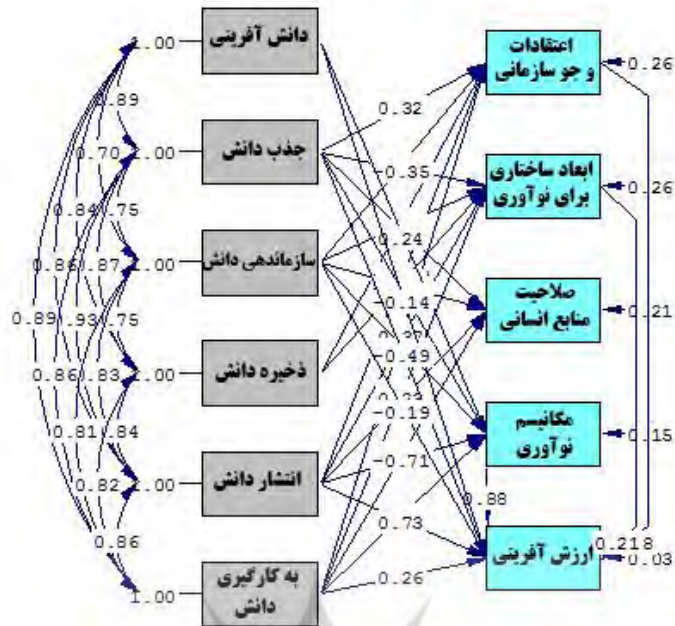 دانش آفرینی
جذب دانش
سازماندهی دانش
ذخیره دانش
انتشار دانش
به کارگیری
دانش
اعتقادات
و جو سازمانی
ابعاد ساختاری
برای نوآوری
صلاحیت
منابع انسانی
مکانیسم
نوآوری
ارزش آفرینی
1.00
1.00
1.00
1.00
1.00
1.00
0.89
0.70
0.75
0.84
0.86
0.87
0.89
0.93
0.75
0.86
0.83
0.81
0.84
0.82
0.86
0.32
-0.35
0.24
-0.14
-0.49
-0.19
-0.71
0.73
0.26
0.88
0.26
0.26
0.21
0.15
0.03